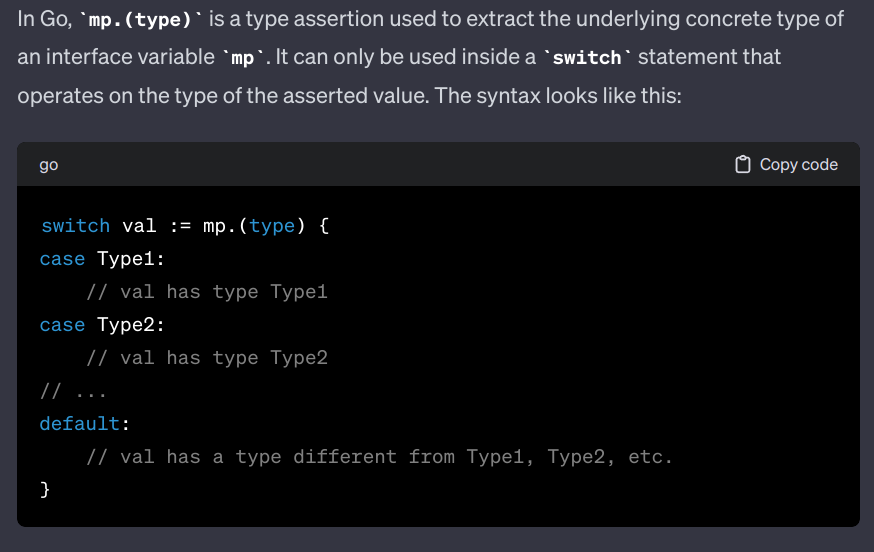 In Go, `mp.(type)` is a type assertion used to extract the underlying concrete type of
an interface variable `mp`. It can only be used inside a `switch` statement that
operates on the type of the asserted value. The syntax looks like this:
go
Copy code
switch val := mp.(type) {
case Type1:
    // val has type Type1
case Type2:
    // val has type Type2
// ...
default:
    // val has a type different from Type1, Type2, etc.
}